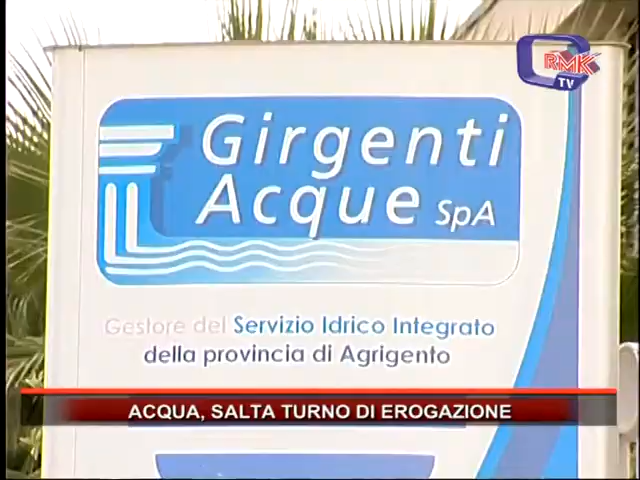 RMK
TV
Girgenti
Acque SpA
Gestore del Servizio Idrico Integrato
della provincia di Agrigento
ACQUA, SALTA TURNO DI EROGAZIONE